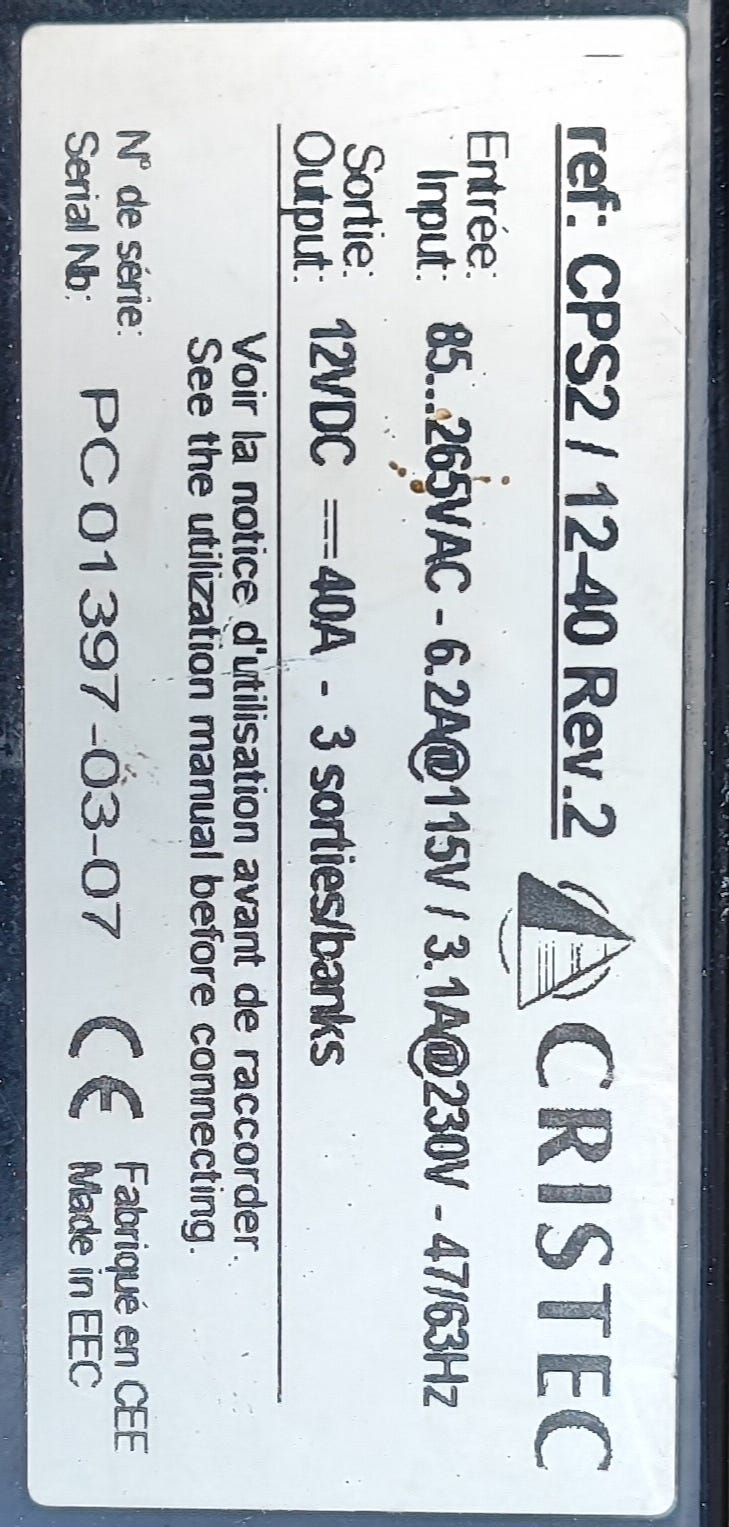 ref: CPS2 / 12-40 Rev.2 CRISTEC
Entrée:
Input: 85...265VAC - 6.2A@115V / 3.1A@230V - 47/63Hz
Sortie:
Output: 12VDC ⎓ 40A - 3 sorties/banks
Voir la notice d'utilisation avant de raccorder.
See the utilization manual before connecting.
N° de série:
Serial Nb: PC 01397-03-07 CE
Fabriqué en CEE
Made in EEC